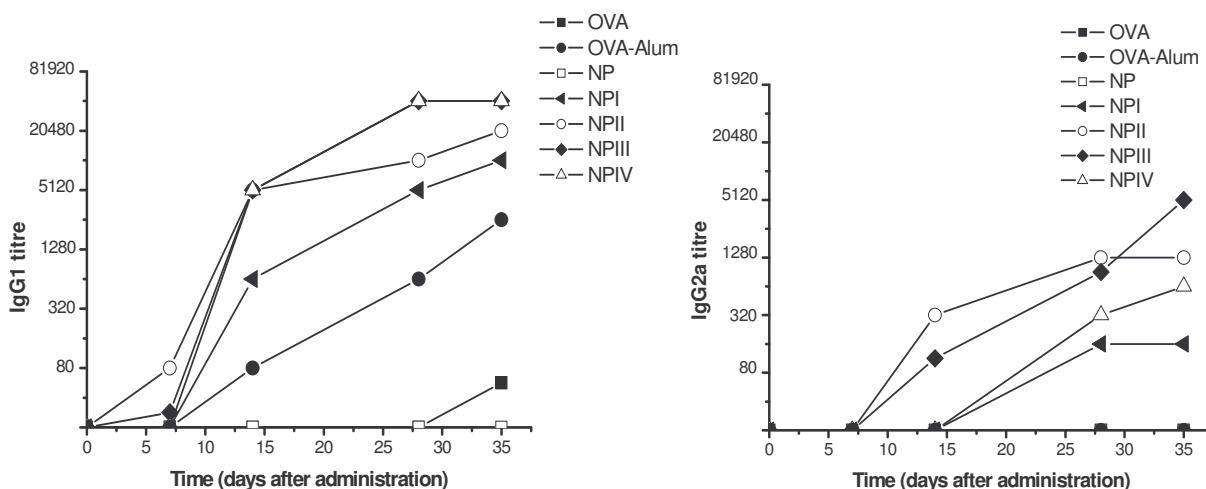 OVA
OVA-Alum
NP
NPI
NPII
NPIII
NPIV
81920
20480
5120
1280
320
80
IgG1 titre
0 5 10 15 20 25 30 35
Time (days after administration)
OVA
OVA-Alum
NP
NPI
NPII
NPIII
NPIV
81920
20480
5120
1280
320
80
IgG2a titre
0 5 10 15 20 25 30 35
Time (days after administration)